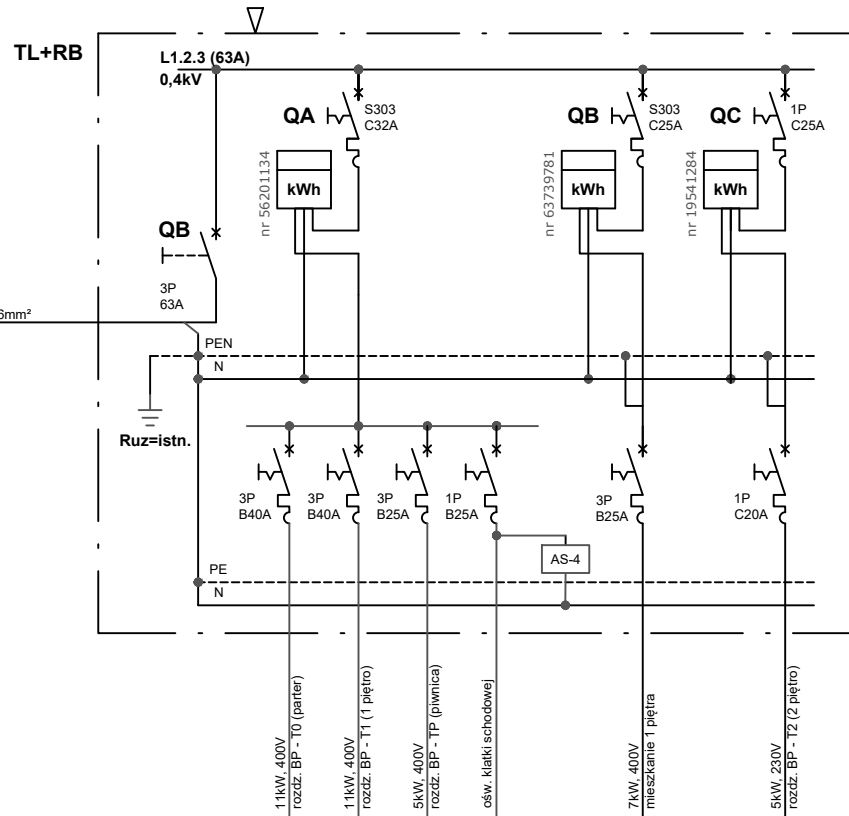 TL+RB
L1.2.3 (63A)
0,4kV
QA
S303
C32A
QB
S303
C25A
QC
1P
C25A
nr 56201134
kWh
nr 63739781
kWh
nr 19541284
kWh
QB
3P
63A
6mm²
PEN
N
Ruz=istn.
3P
B40A
3P
B40A
3P
B25A
1P
B25A
3P
B25A
1P
C20A
AS-4
PE
N
11kW, 400V
rozdz. BP - T0 (parter)
11kW, 400V
rozdz. BP - T1 (1 piętro)
5kW, 400V
rozdz. BP - TP (piwnica)
ośw. klatki schodowej
7kW, 400V
mieszkanie 1 piętra
5kW, 230V
rozdz. BP - T2 (2 piętro)